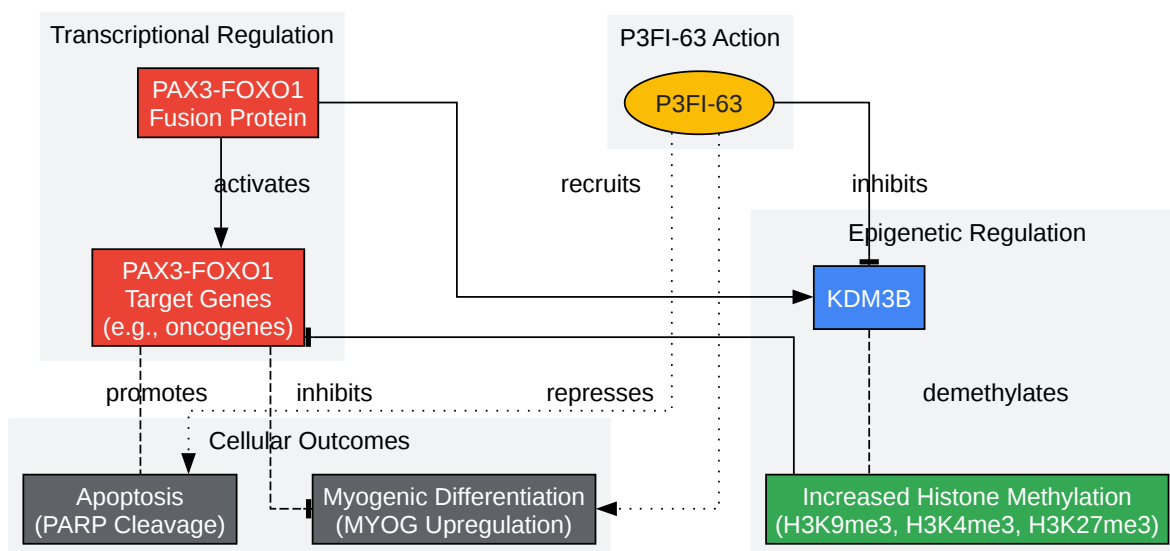 Transcriptional Regulation
P3FI-63 Action
PAX3-FOXO1
Fusion Protein
P3FI-63
activates
recruits
inhibits
Epigenetic Regulation
PAX3-FOXO1
Target Genes
(e.g., oncogenes)
KDM3B
promotes
inhibits
represses
demethylates
Cellular Outcomes
Apoptosis
(PARP Cleavage)
Myogenic Differentiation
(MYOG Upregulation)
Increased Histone Methylation
(H3K9me3, H3K4me3, H3K27me3)